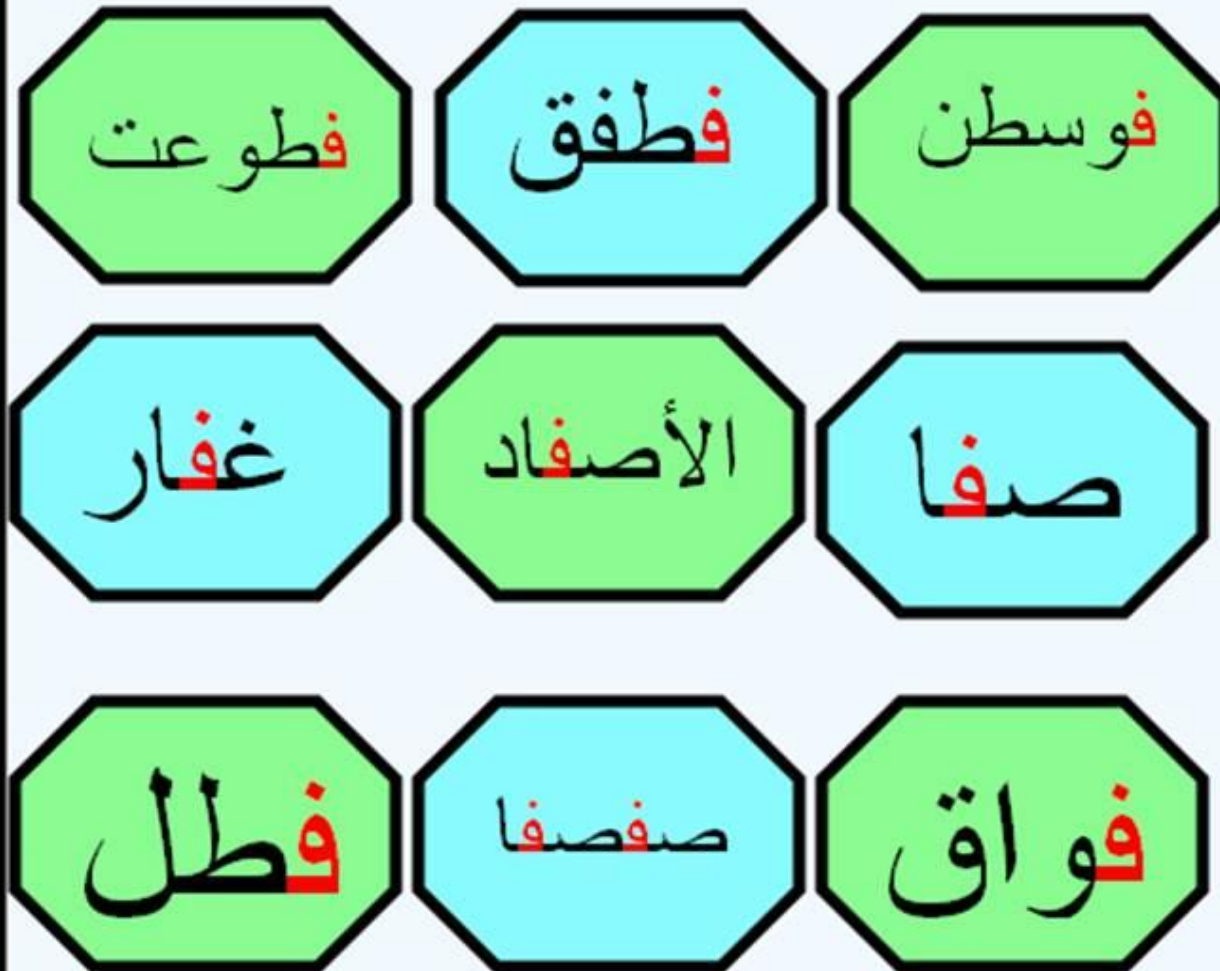 فوسطن
فطفق
فطوعت
صفا
الأصفاد
غفار
فواق
صفصفا
فطل